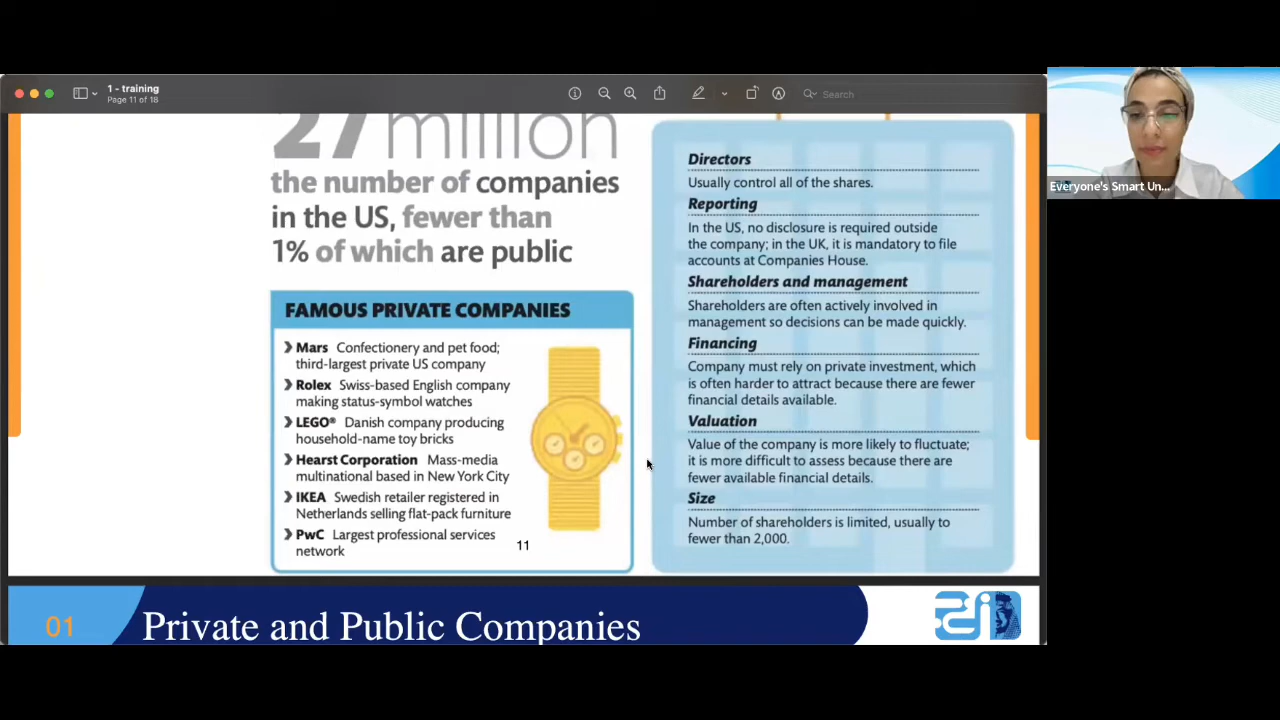 1 - training
Page 11 of 18
Search
27 million
the number of companies
in the US, fewer than
1% of which are public
FAMOUS PRIVATE COMPANIES
❯ Mars Confectionery and pet food;
third-largest private US company
❯ Rolex Swiss-based English company
making status-symbol watches
❯ LEGO® Danish company producing
household-name toy bricks
❯ Hearst Corporation Mass-media
multinational based in New York City
❯ IKEA Swedish retailer registered in
Netherlands selling flat-pack furniture
❯ PwC Largest professional services
network
11
Directors
Usually control all of the shares.
Reporting
In the US, no disclosure is required outside
the company; in the UK, it is mandatory to file
accounts at Companies House.
Shareholders and management
Shareholders are often actively involved in
management so decisions can be made quickly.
Financing
Company must rely on private investment, which
is often harder to attract because there are fewer
financial details available.
Valuation
Value of the company is more likely to fluctuate;
it is more difficult to assess because there are
fewer available financial details.
Size
Number of shareholders is limited, usually to
fewer than 2,000.
01
Private and Public Companies
Everyone's Smart Un...